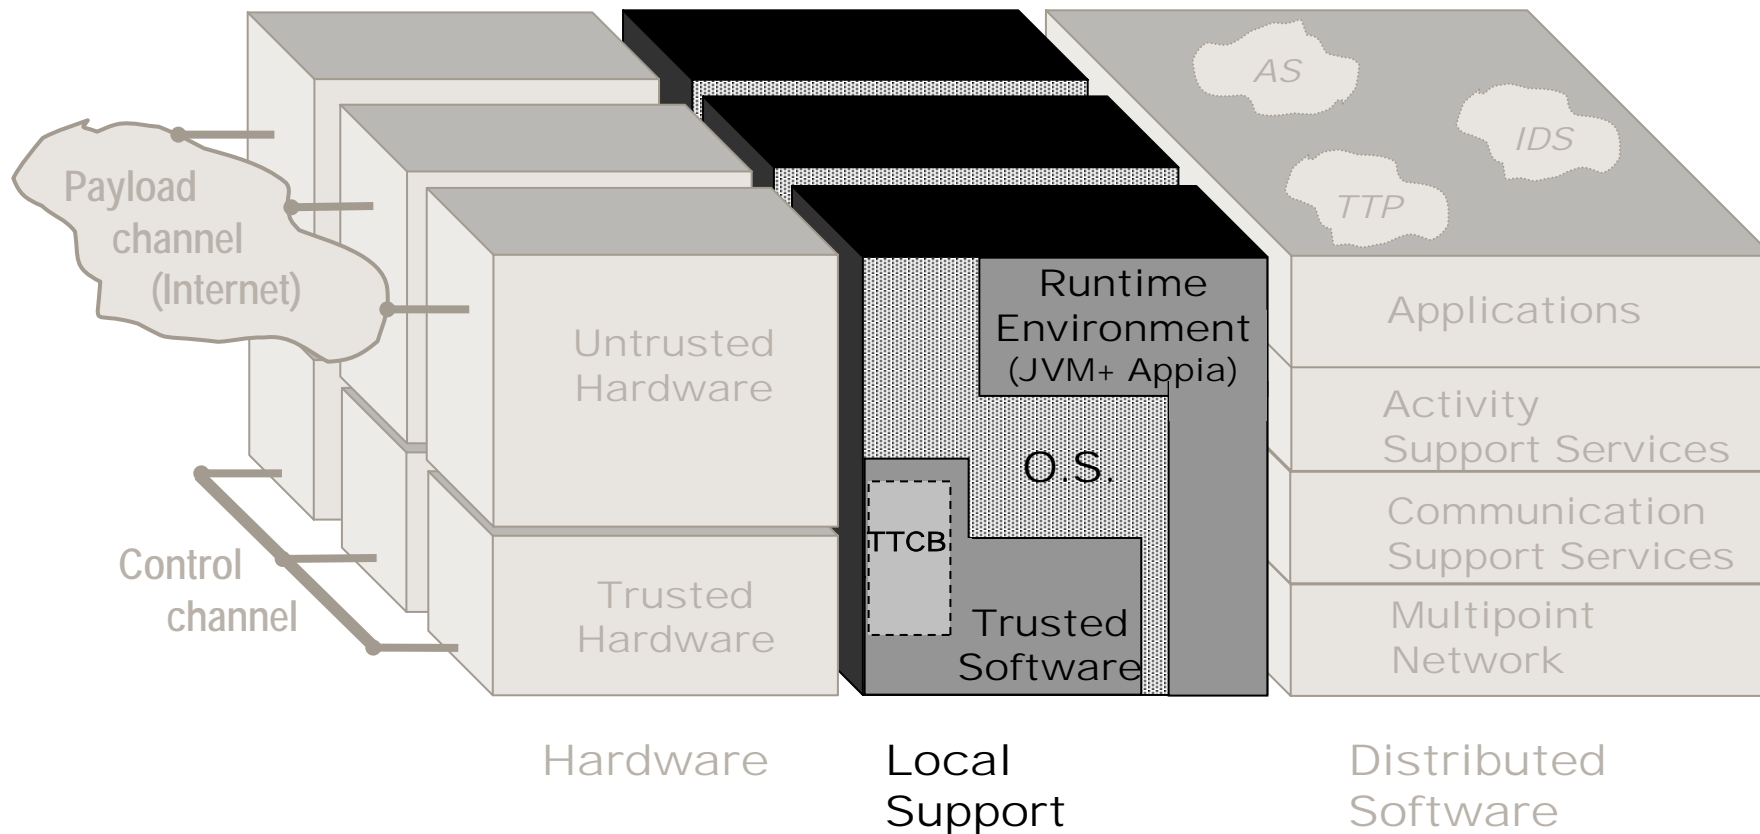 AS
IDS
TTP
Payload
channel
(Internet)
Control
channel
Untrusted
Hardware
Trusted
Hardware
Runtime
Environment
(JVM+ Appia)
O.S.
TTCB
Trusted
Software
Applications
Activity
Support Services
Communication
Support Services
Multipoint
Network
Hardware
Local
Support
Distributed
Software